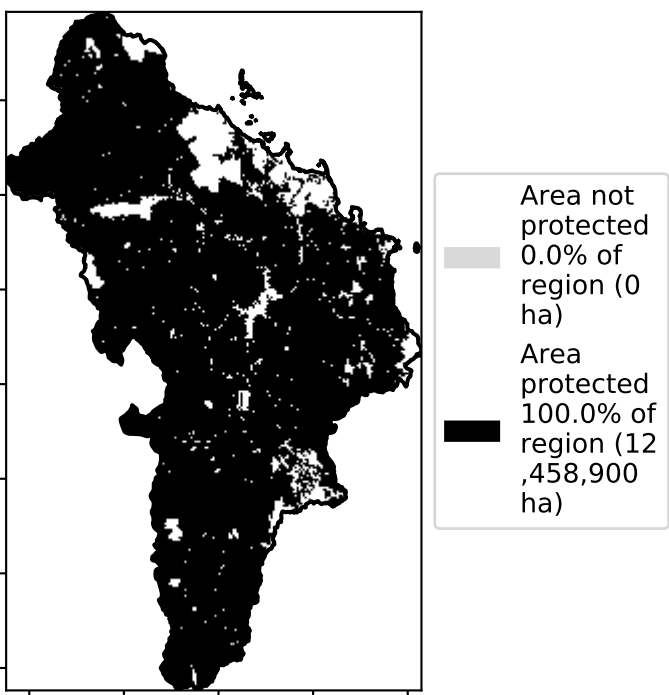 Area not
protected
0.0% of
region (0
ha)
Area
protected
100.0% of
region (12
,458,900
ha)